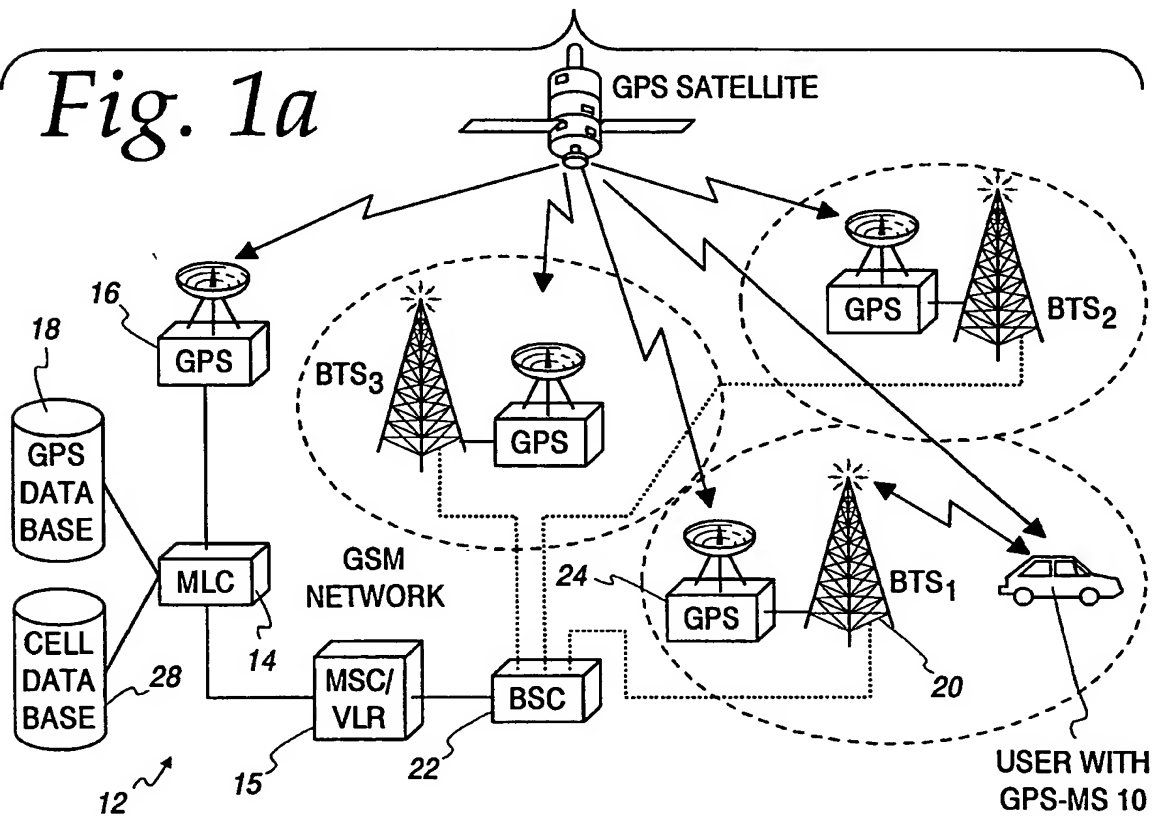 Fig. 1a
GPS SATELLITE
16
18
GPS
BTS3
GPS
GPS
BTS2
GPS
DATA
BASE
MLC
14
GSM
NETWORK
24
GPS
BTS1
20
CELL
DATA
BASE
28
MSC/
VLR
15
BSC
22
12
USER WITH
GPS-MS 10